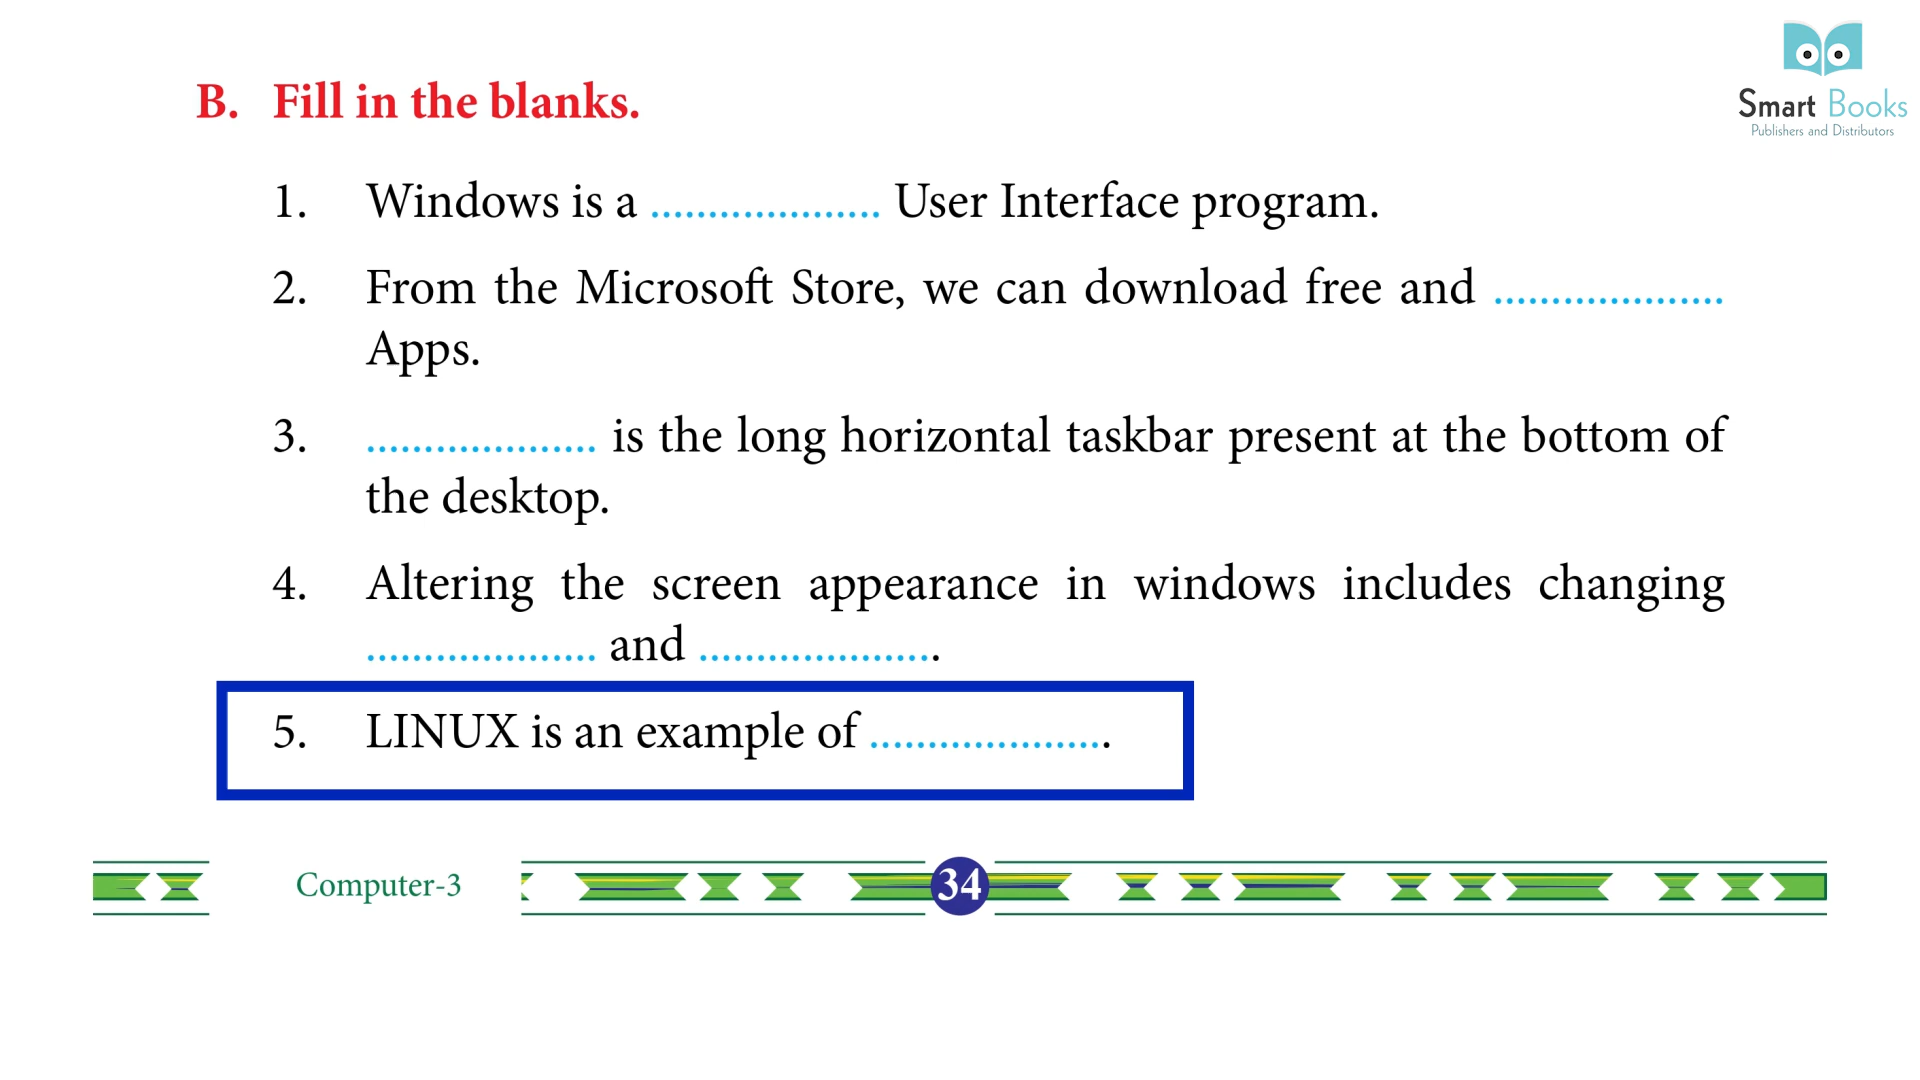 Smart Books
Publishers and Distributors
B. Fill in the blanks.
1. Windows is a .................... User Interface program.
2. From the Microsoft Store, we can download free and ....................
Apps.
3. .................... is the long horizontal taskbar present at the bottom of
the desktop.
4. Altering the screen appearance in windows includes changing
.................... and .....................
5. LINUX is an example of .....................
Computer-3
34